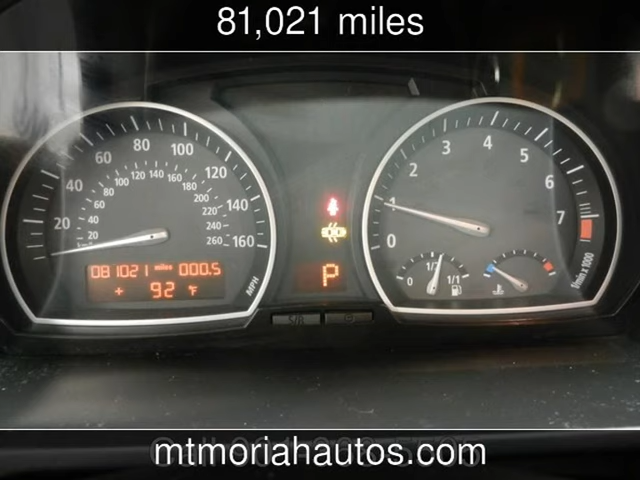 81,021 miles
20 40 60 80 100 120 140 160
20 40 60 80 100 120 140 160 180 200 220 240 260
km/h
MPH
081021 miles 000.5
+ 92 °F
P
0 1 2 3 4 5 6 7
1/min x 1000
0 1/2 1/1
S/R
mtmoriahautos.com